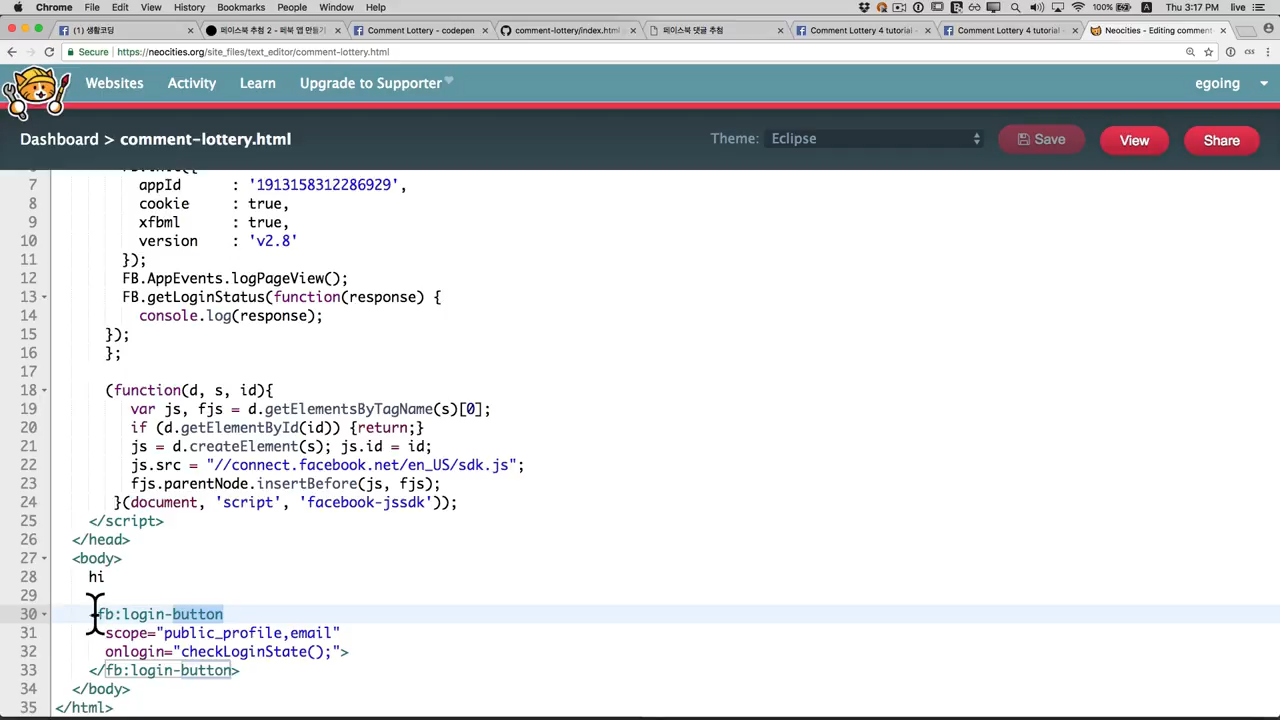 Chrome File Edit View History Bookmarks People Window Help 100% Thu 3:17 PM live
(1) 생활코딩
페이스북 추첨 2 - 페북 앱 만들기
Comment Lottery - codepen
comment-lottery/index.html
페이스북 댓글 추첨
Comment Lottery 4 tutorial -
Comment Lottery 4 tutorial -
Neocities - Editing comment-
egoing
Secure https://neocities.org/site_files/text_editor/comment-lottery.html
css
Websites Activity Learn Upgrade to Supporter egoing
Dashboard > comment-lottery.html Theme: Eclipse Save View Share
7 appId : '1913158312286929',
8 cookie : true,
9 xfbml : true,
10 version : 'v2.8'
11 });
12 FB.AppEvents.logPageView();
13 FB.getLoginStatus(function(response) {
14 console.log(response);
15 });
16 };
17
18 (function(d, s, id){
19 var js, fjs = d.getElementsByTagName(s)[0];
20 if (d.getElementById(id)) {return;}
21 js = d.createElement(s); js.id = id;
22 js.src = "//connect.facebook.net/en_US/sdk.js";
23 fjs.parentNode.insertBefore(js, fjs);
24 }(document, 'script', 'facebook-jssdk'));
25 </script>
26 </head>
27 <body>
28 hi
29
30 fb:login-button
31 scope="public_profile,email"
32 onlogin="checkLoginState();">
33 </fb:login-button>
34 </body>
35 </html>